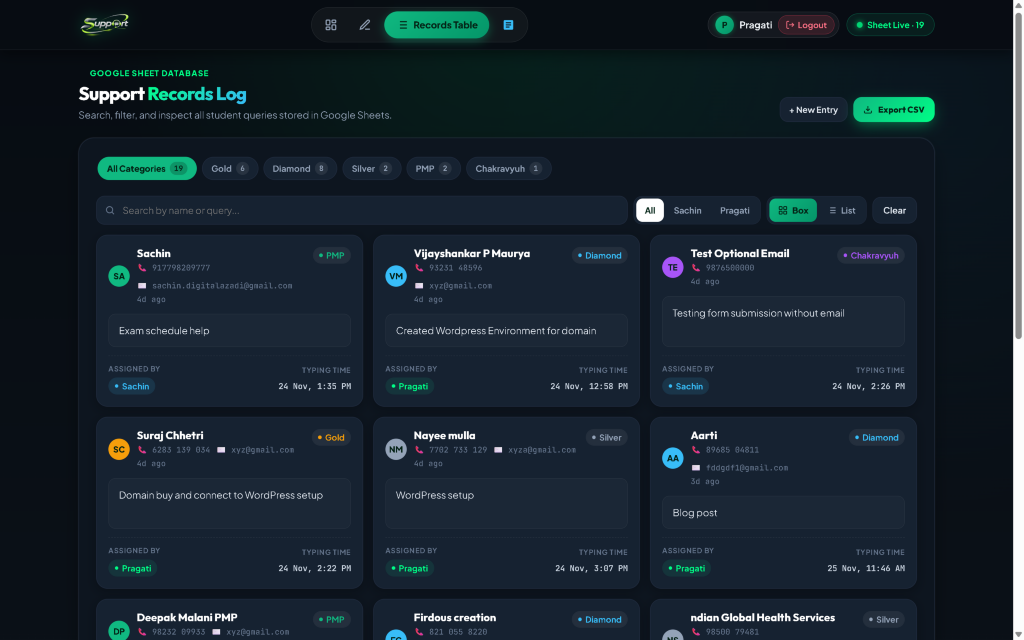 Support
Records Table
P Pragati Logout
Sheet Live · 19
GOOGLE SHEET DATABASE
Support Records Log
Search, filter, and inspect all student queries stored in Google Sheets.
+ New Entry
Export CSV
All Categories 19
Gold 6
Diamond 8
Silver 2
PMP 2
Chakravyuh 1
Search by name or query...
All
Sachin
Pragati
Box
List
Clear
SA
Sachin
PMP
917798209777
sachin.digitalazadi@gmail.com
4d ago
Exam schedule help
ASSIGNED BY
TYPING TIME
Sachin
24 Nov, 1:35 PM
VM
Vijayshankar P Maurya
Diamond
93231 48596
xyz@gmail.com
4d ago
Created Wordpress Environment for domain
ASSIGNED BY
TYPING TIME
Pragati
24 Nov, 12:58 PM
TE
Test Optional Email
Chakravyuh
9876500000
4d ago
Testing form submission without email
ASSIGNED BY
TYPING TIME
Sachin
24 Nov, 2:26 PM
SC
Suraj Chhetri
Gold
6283 139 034 xyz@gmail.com
4d ago
Domain buy and connect to WordPress setup
ASSIGNED BY
TYPING TIME
Pragati
24 Nov, 2:22 PM
NM
Nayee mulla
Silver
7702 733 129 xyza@gmail.com
4d ago
WordPress setup
ASSIGNED BY
TYPING TIME
Pragati
24 Nov, 3:07 PM
AA
Aarti
Diamond
89685 04811
fddgdf1@gmail.com
3d ago
Blog post
ASSIGNED BY
TYPING TIME
Pragati
25 Nov, 11:46 AM
DP
Deepak Malani PMP
PMP
98232 09933 xyz@gmail.com
Firdous creation
Diamond
821 055 8220
ndian Global Health Services
Silver
98500 79481